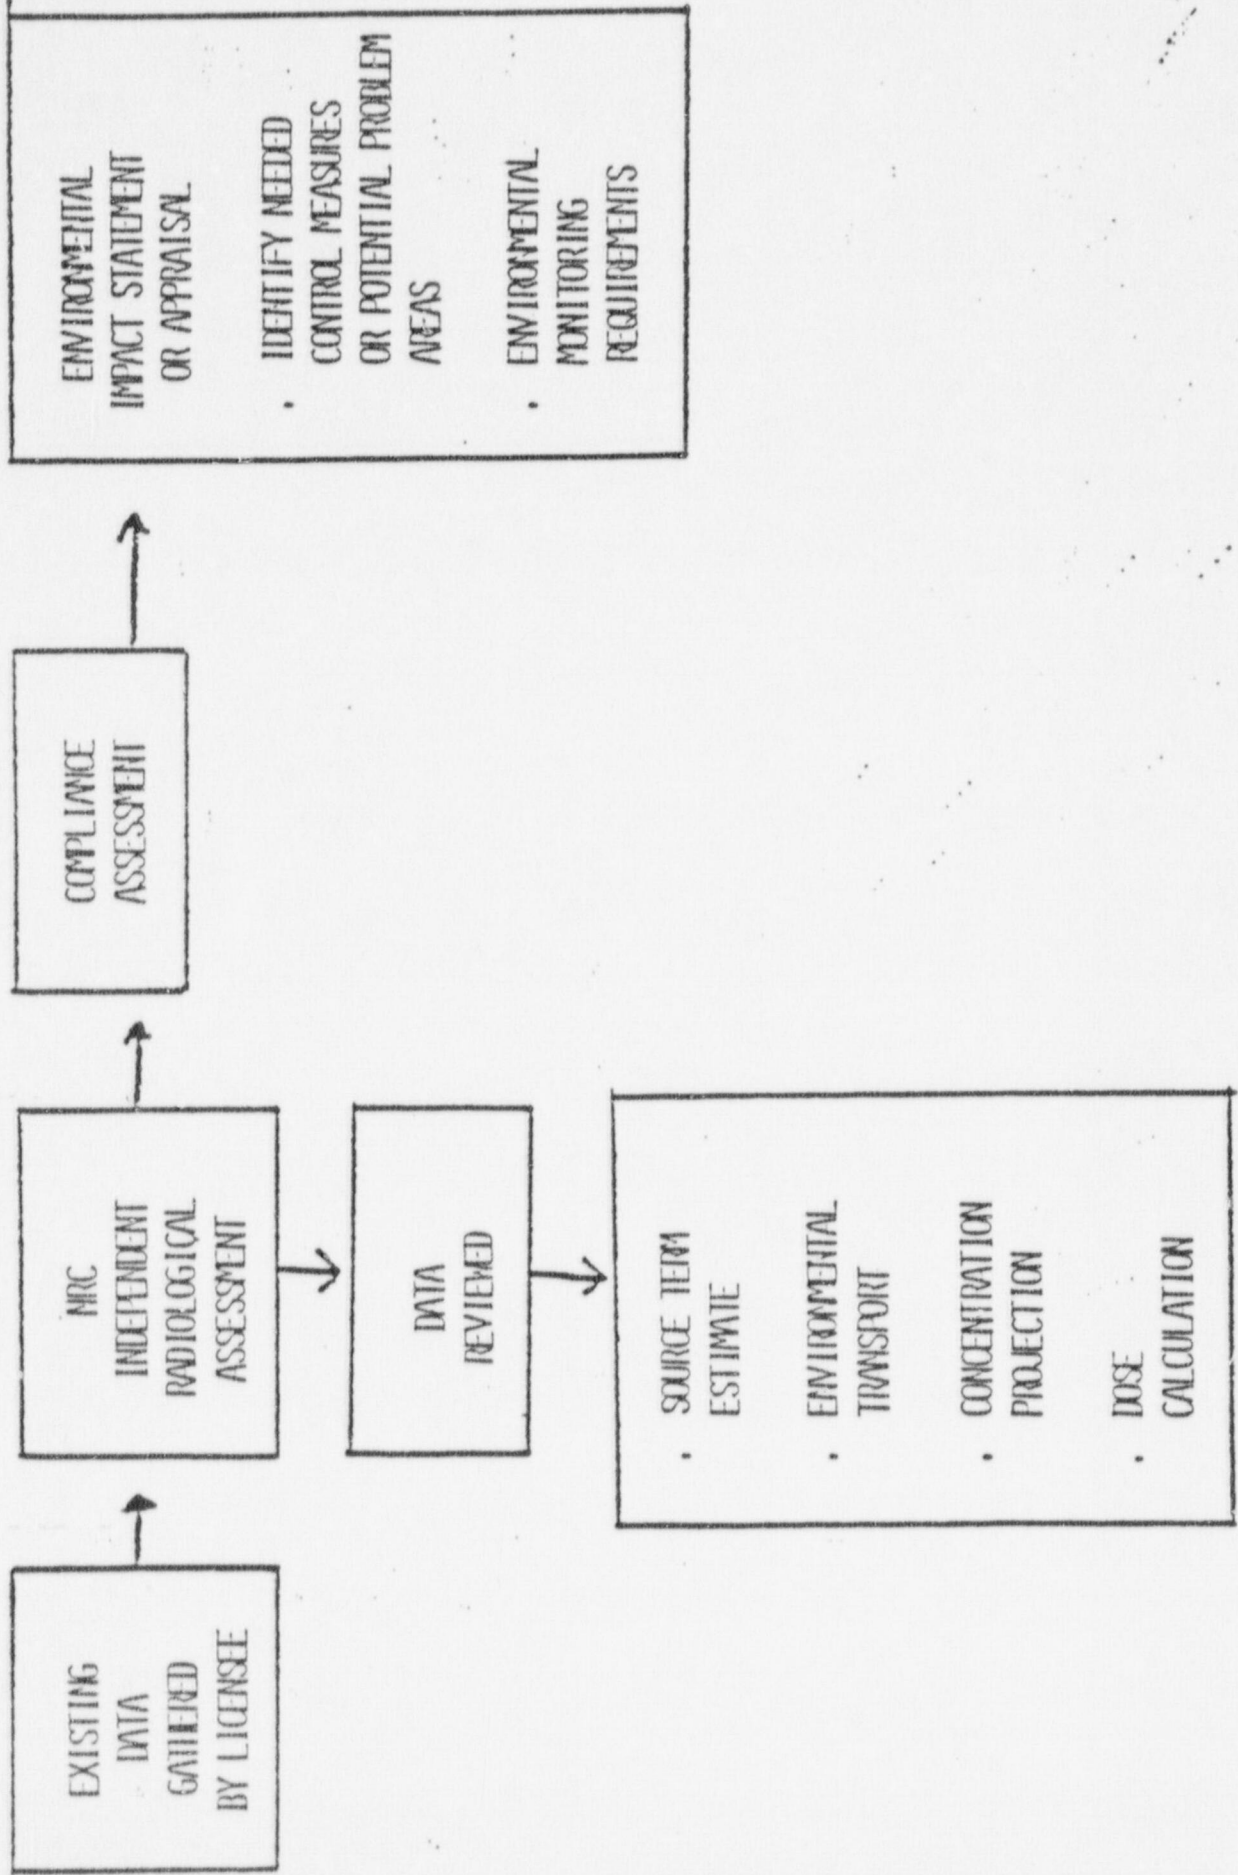 EXISTING
DATA
GATHERED
BY LICENSEE
NRC
INDEPENDENT
RADIOLOGICAL
ASSESSMENT
DATA
REVIEWED
· SOURCE TERM
ESTIMATE
· ENVIRONMENTAL
TRANSPORT
· CONCENTRATION
PROJECTION
· DOSE
CALCULATION
COMPLIANCE
ASSESSMENT
ENVIRONMENTAL
IMPACT STATEMENT
OR APPRAISAL
· IDENTIFY NEEDED
CONTROL MEASURES
OR POTENTIAL PROBLEM
AREAS
· ENVIRONMENTAL
MONITORING
REQUIREMENTS